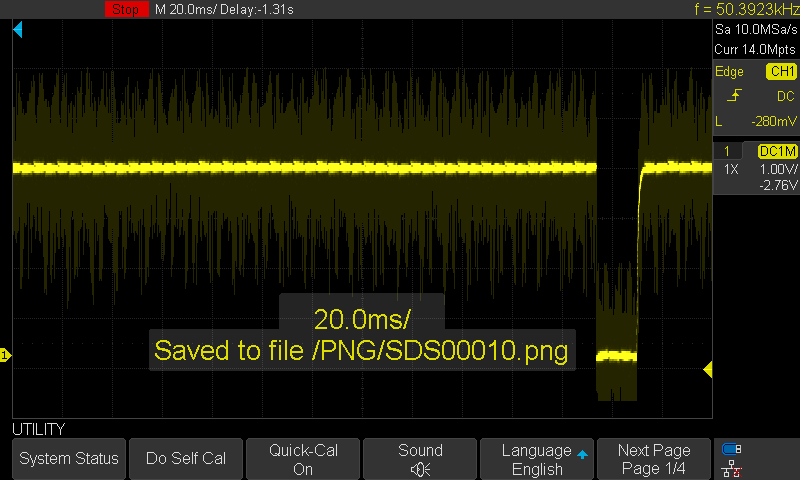 Stop M 20.0ms/ Delay:-1.31s f = 50.3923kHz
Sa 10.0MSa/s
Curr 14.0Mpts
Edge CH1
DC
L -280mV
1 DC1M
1X 1.00V/
-2.76V
1
20.0ms/
Saved to file /PNG/SDS00010.png
UTILITY
System Status
Do Self Cal
Quick-Cal
On
Sound
Language
English
Next Page
Page 1/4